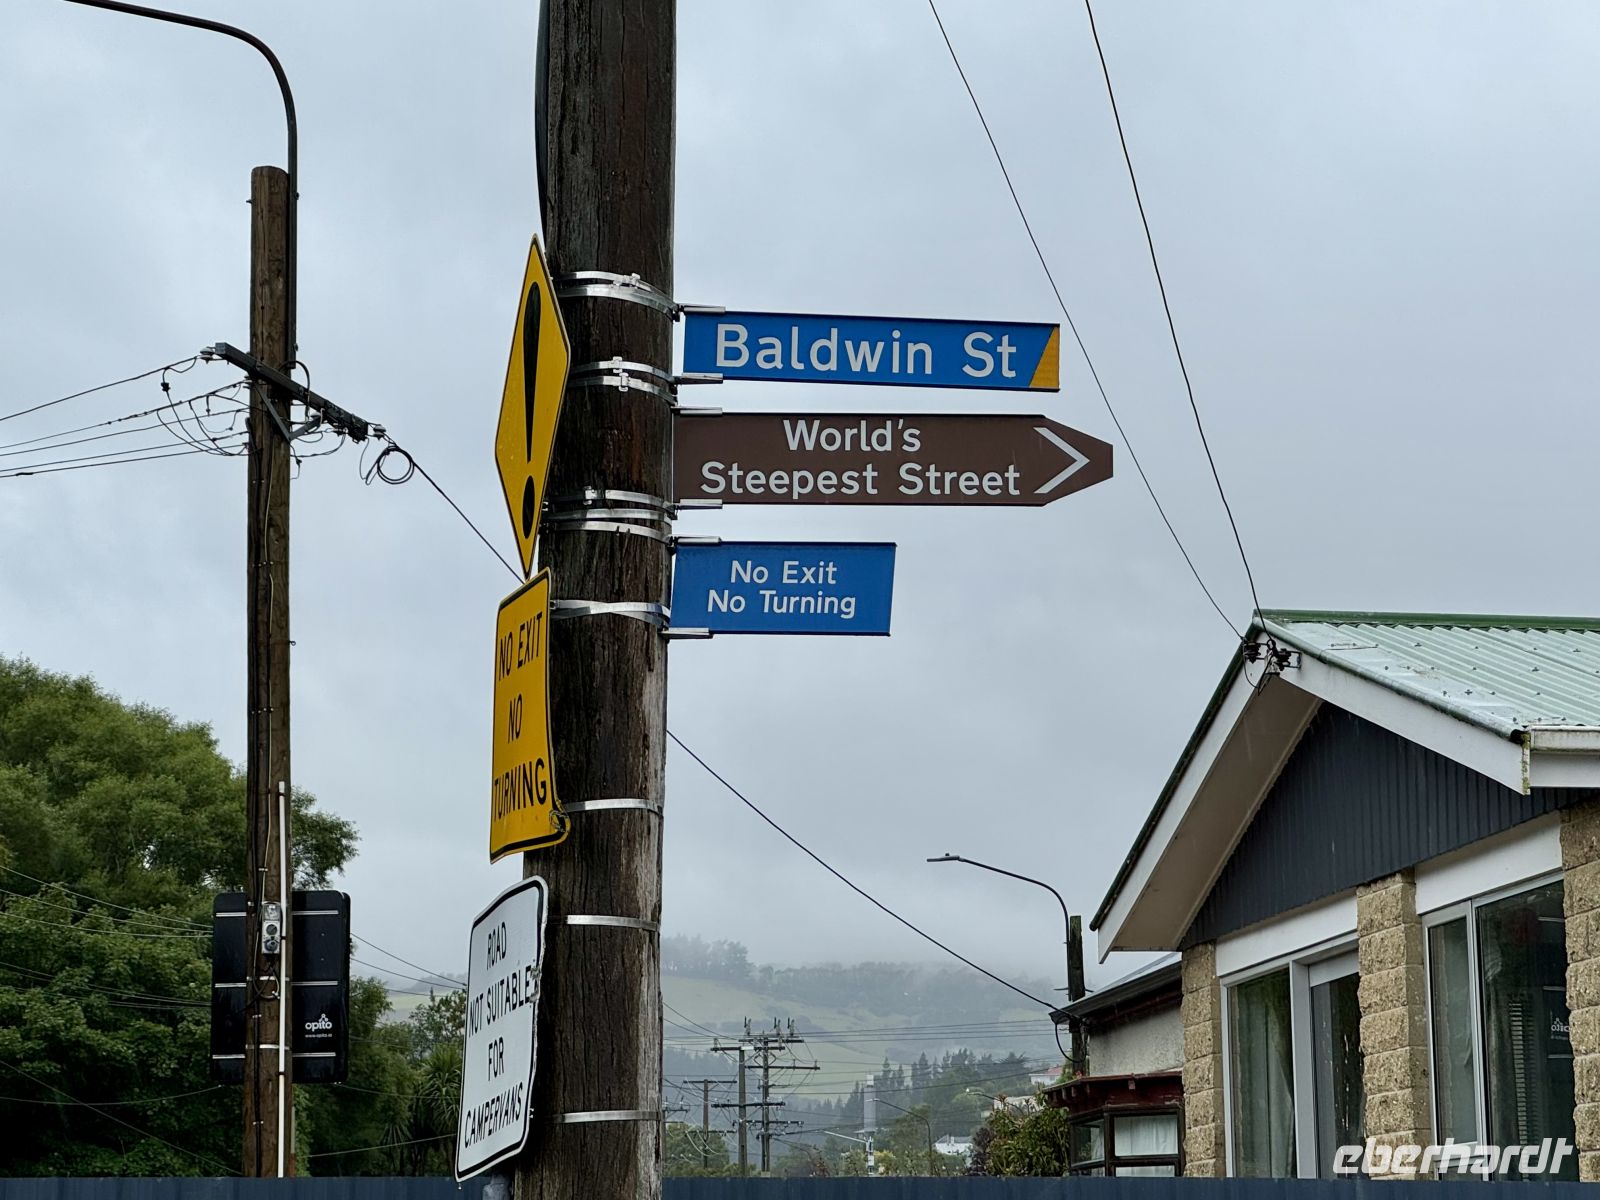 Baldwin St
World's
Steepest Street
No Exit
No Turning
NO EXIT
NO
TURNING
ROAD
NOT SUITABLE
FOR
CAMPERVANS
opito
eberhardt